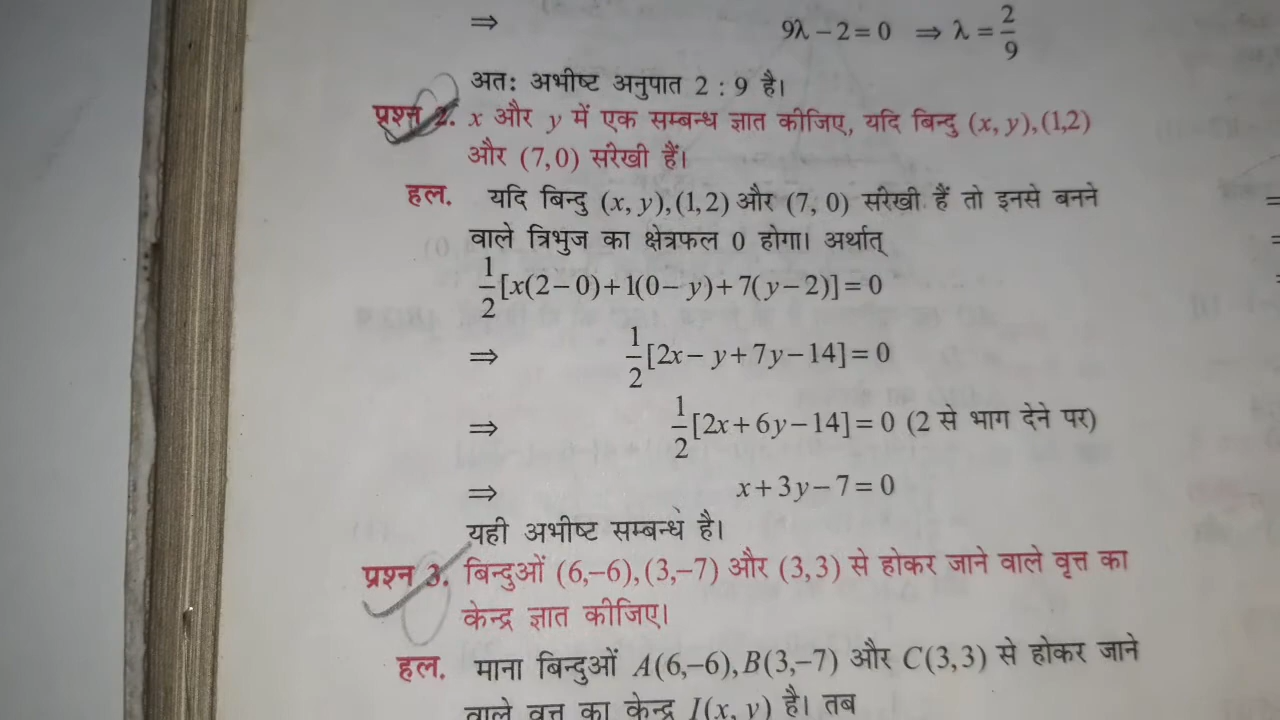 ⇒ 9λ − 2 = 0 ⇒ λ = 2/9
अतः अभीष्ट अनुपात 2 : 9 है।
प्रश्न 2. x और y में एक सम्बन्ध ज्ञात कीजिए, यदि बिन्दु (x, y), (1,2)
और (7,0) संरेखी हैं।
हल. यदि बिन्दु (x, y), (1, 2) और (7, 0) संरेखी हैं तो इनसे बनने
वाले त्रिभुज का क्षेत्रफल 0 होगा। अर्थात्
1/2 [x(2−0)+1(0−y)+7(y−2)] = 0
⇒ 1/2 [2x − y + 7y − 14] = 0
⇒ 1/2 [2x + 6y − 14] = 0 (2 से भाग देने पर)
⇒ x + 3y − 7 = 0
यही अभीष्ट सम्बन्ध है।
प्रश्न 3. बिन्दुओं (6,−6), (3,−7) और (3,3) से होकर जाने वाले वृत्त का
केन्द्र ज्ञात कीजिए।
हल. माना बिन्दुओं A(6,−6), B(3,−7) और C(3,3) से होकर जाने
वाले वृत्त का केन्द्र I(x, y) है। तब